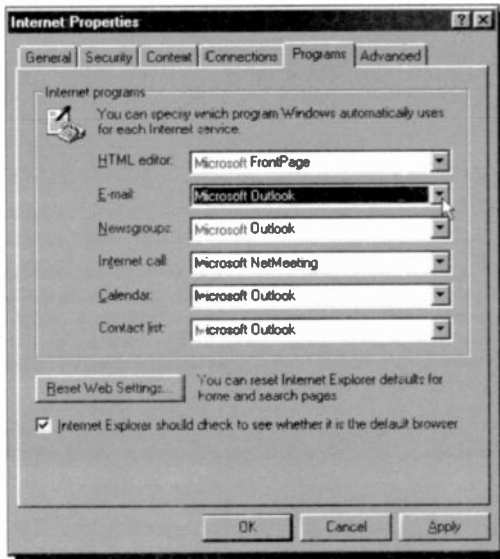 Internet Properties
General Security Content Connections Programs Advanced
Internet programs
You can specify which program Windows automatically uses
for each Internet service.
HTML editor: Microsoft FrontPage
E-mail: Microsoft Outlook
Newsgroups: Microsoft Outlook
Internet call: Microsoft NetMeeting
Calendar: Microsoft Outlook
Contact list: Microsoft Outlook
Reset Web Settings... You can reset Internet Explorer defaults for
home and search pages
Internet Explorer should check to see whether it is the default browser
OK Cancel Apply